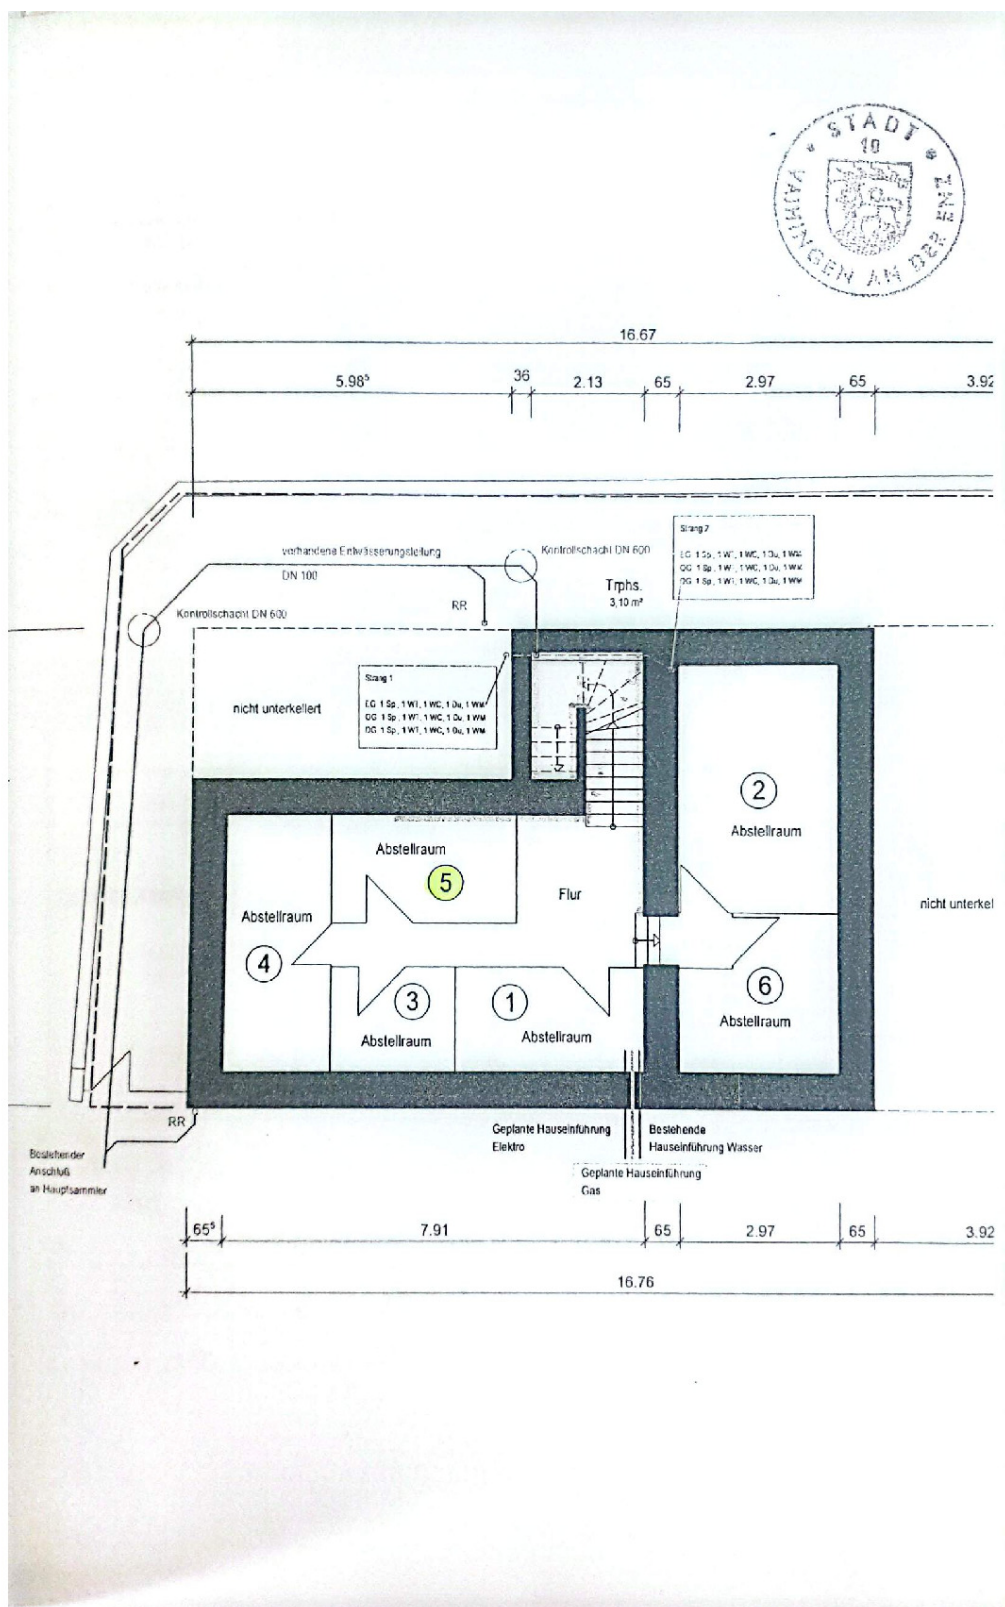 STADT
10
VAIHINGEN AN DER ENZ
16.67
5.98⁵
36
2.13
65
2.97
65
3.92
Strang 2
EG 1 Sp., 1 WT, 1 WC, 1 Du, 1 WM
OG 1 Sp., 1 WT, 1 WC, 1 Du, 1 WM
DG 1 Sp., 1 WT, 1 WC, 1 Du, 1 WM
vorhandene Entwässerungsleitung
DN 100
Kontrollschacht DN 600
Trphs.
3,10 m²
RR
Kontrollschacht DN 600
Strang 1
EG 1 Sp., 1 WT, 1 WC, 1 Du, 1 WM
OG 1 Sp., 1 WT, 1 WC, 1 Du, 1 WM
DG 1 Sp., 1 WT, 1 WC, 1 Du, 1 WM
nicht unterkellert
2
Abstellraum
Abstellraum
5
Flur
nicht unterkel
Abstellraum
4
3
Abstellraum
1
Abstellraum
6
Abstellraum
RR
Geplante Hauseinführung
Elektro
Bestehende
Hauseinführung Wasser
Geplante Hauseinführung
Gas
Bestehender
Anschluß
an Hauptsammler
65⁵
7.91
65
2.97
65
3.92
16.76